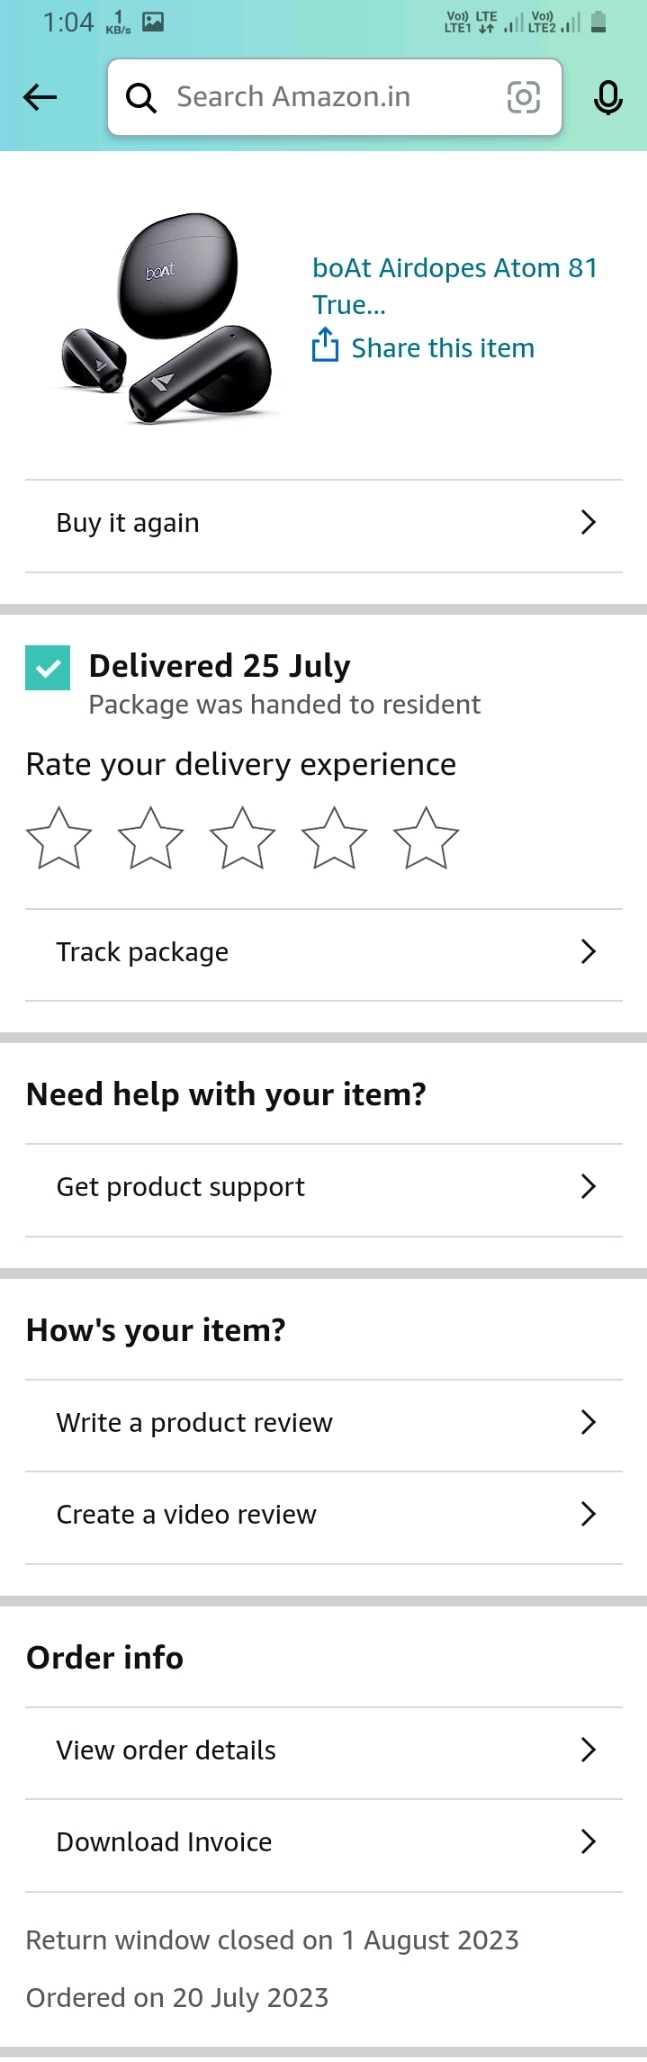 1:04 1 KB/s Vo)) LTE LTE1 Vo)) LTE2
Search Amazon.in
boAt
boAt Airdopes Atom 81
True...
Share this item
Buy it again
Delivered 25 July
Package was handed to resident
Rate your delivery experience
Track package
Need help with your item?
Get product support
How's your item?
Write a product review
Create a video review
Order info
View order details
Download Invoice
Return window closed on 1 August 2023
Ordered on 20 July 2023